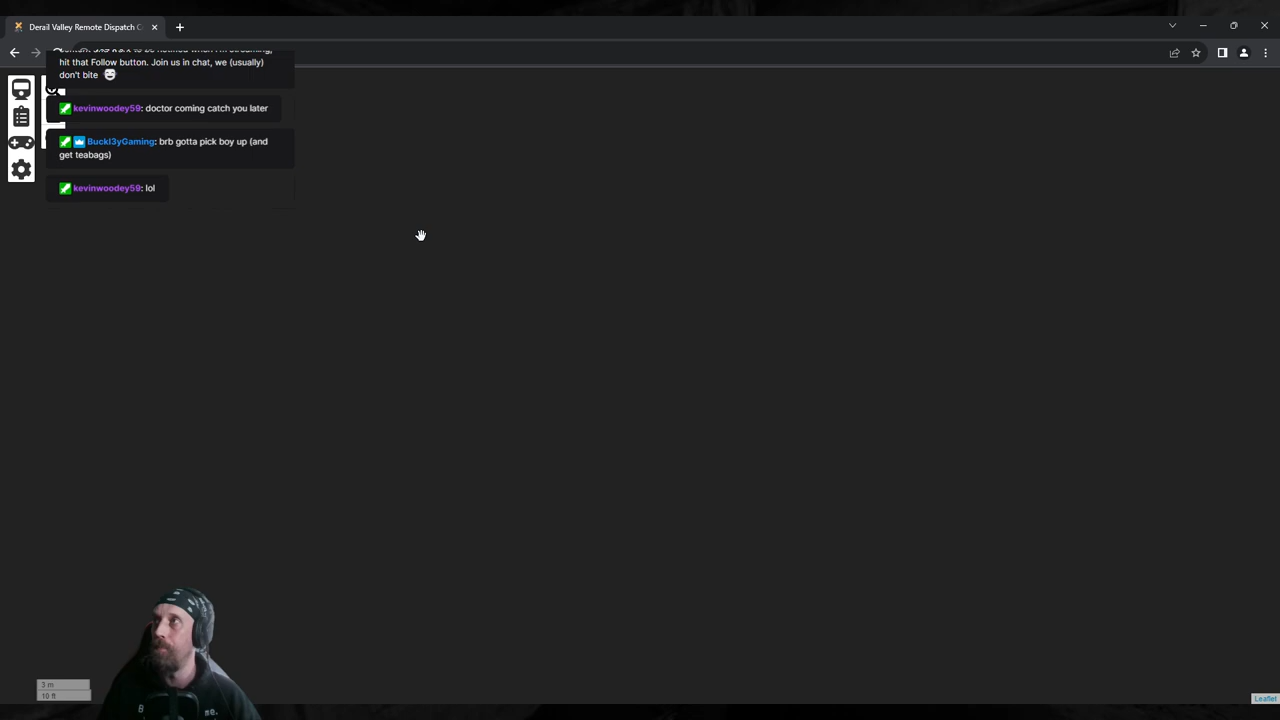 Derail Valley Remote Dispatch
hit that Follow button. Join us in chat, we (usually)
don't bite
kevinwoodey59: doctor coming catch you later
Buckl3yGaming: brb gotta pick boy up (and
get teabags)
kevinwoodey59: lol
3 m
10 ft
Leaflet